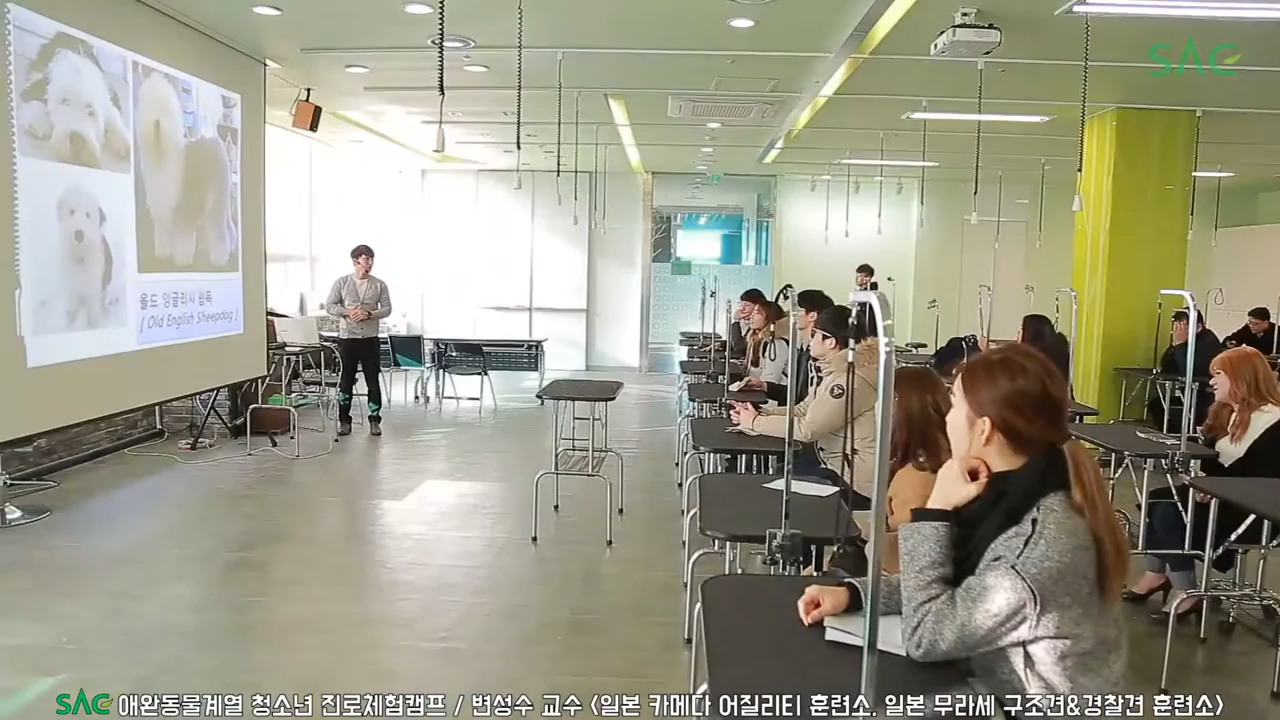 SAC
올드 잉글리시 쉽독
[ Old English Sheepdog ]
SAC 애완동물계열 청소년 진로체험캠프 / 변성수 교수 <일본 카메다 어질리티 훈련소, 일본 무라세 구조견&경찰견 훈련소>